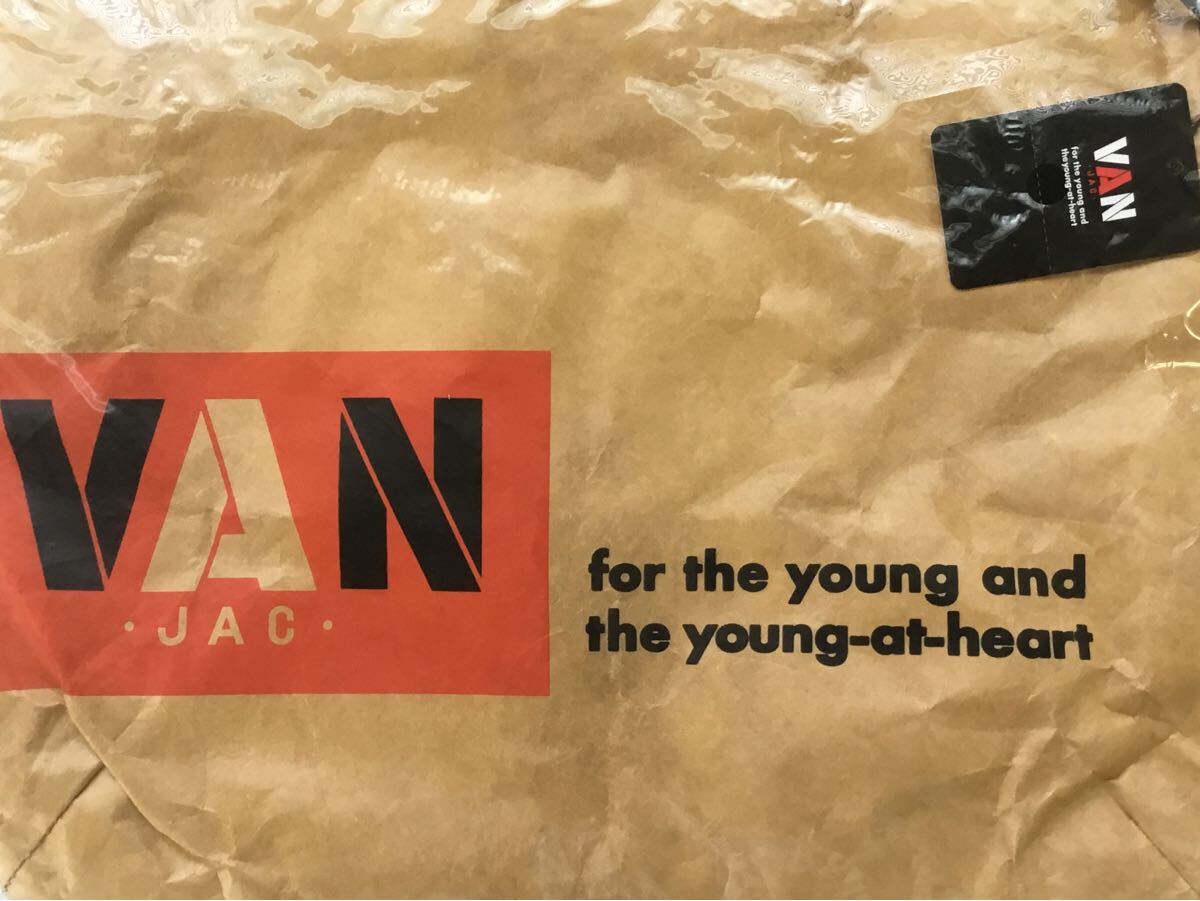 VAN
JAC
for the young and
the young-at-heart
VAN
· JAC ·
for the young and
the young-at-heart